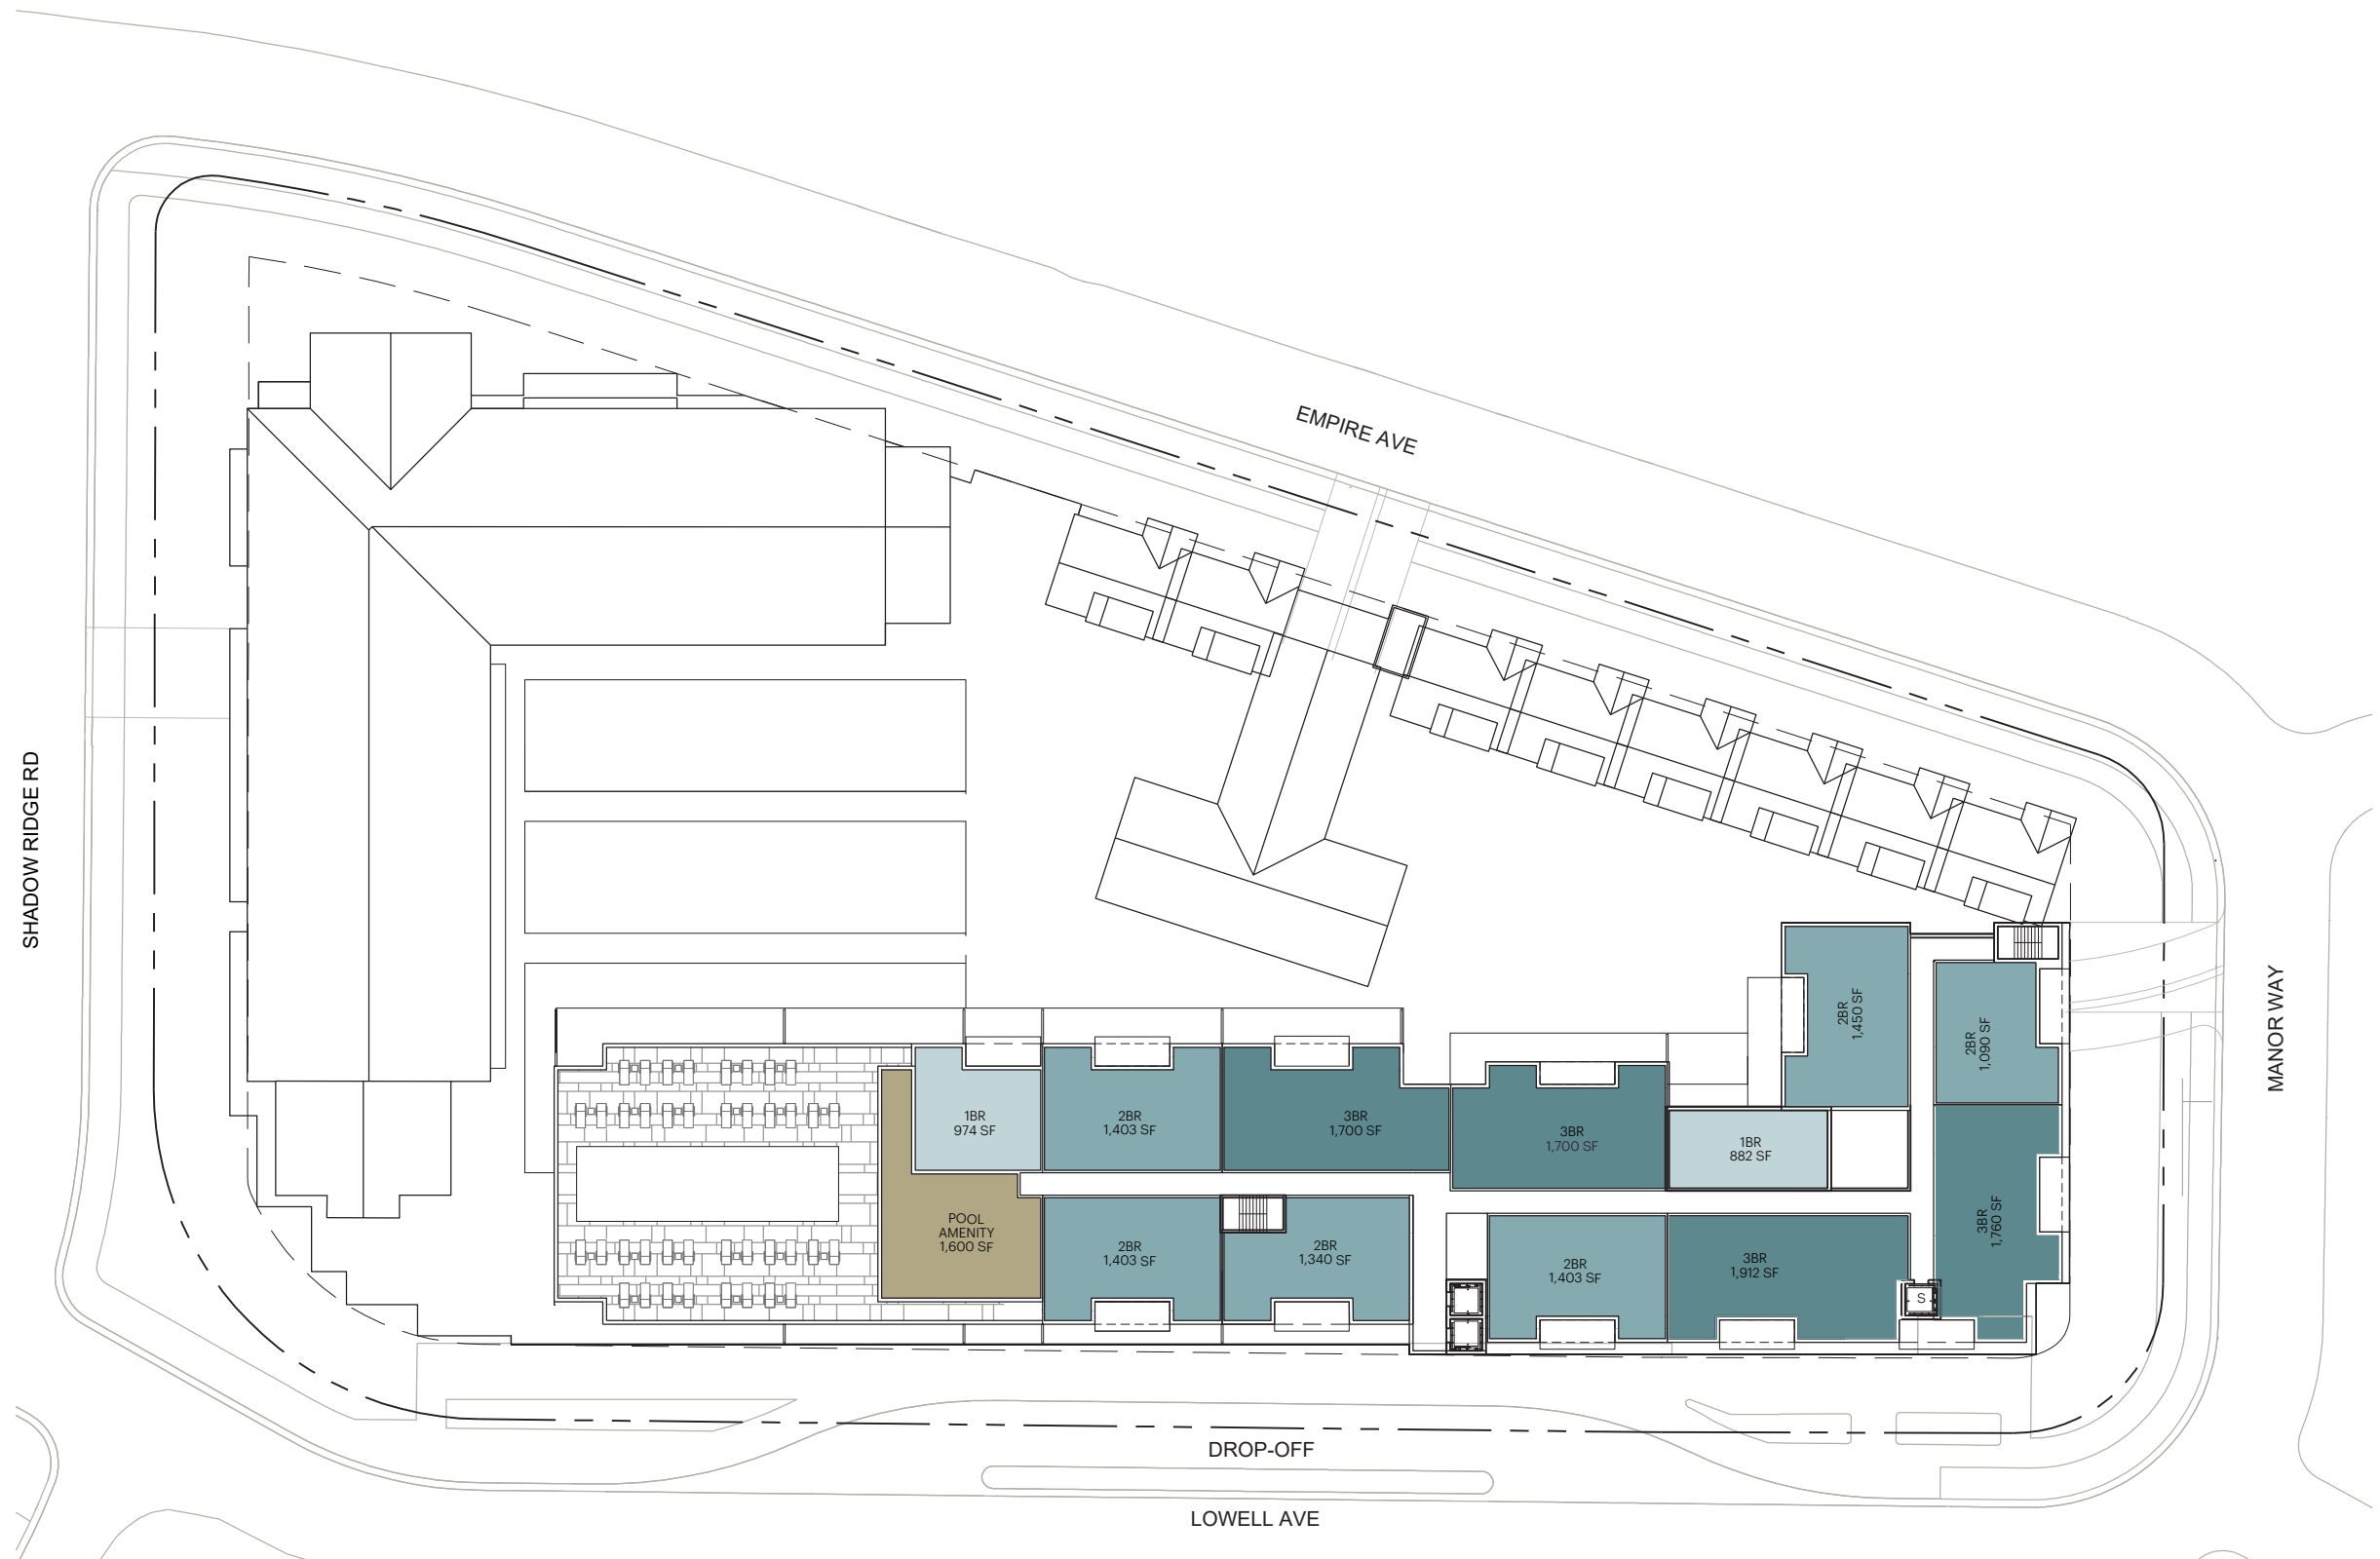 EMPIRE AVE
SHADOW RIDGE RD
MANOR WAY
2BR
1,450 SF
2BR
1,090 SF
1BR
974 SF
2BR
1,403 SF
3BR
1,700 SF
3BR
1,700 SF
1BR
882 SF
3BR
1,760 SF
POOL
AMENITY
1,600 SF
2BR
1,403 SF
2BR
1,340 SF
2BR
1,403 SF
3BR
1,912 SF
S
DROP-OFF
LOWELL AVE